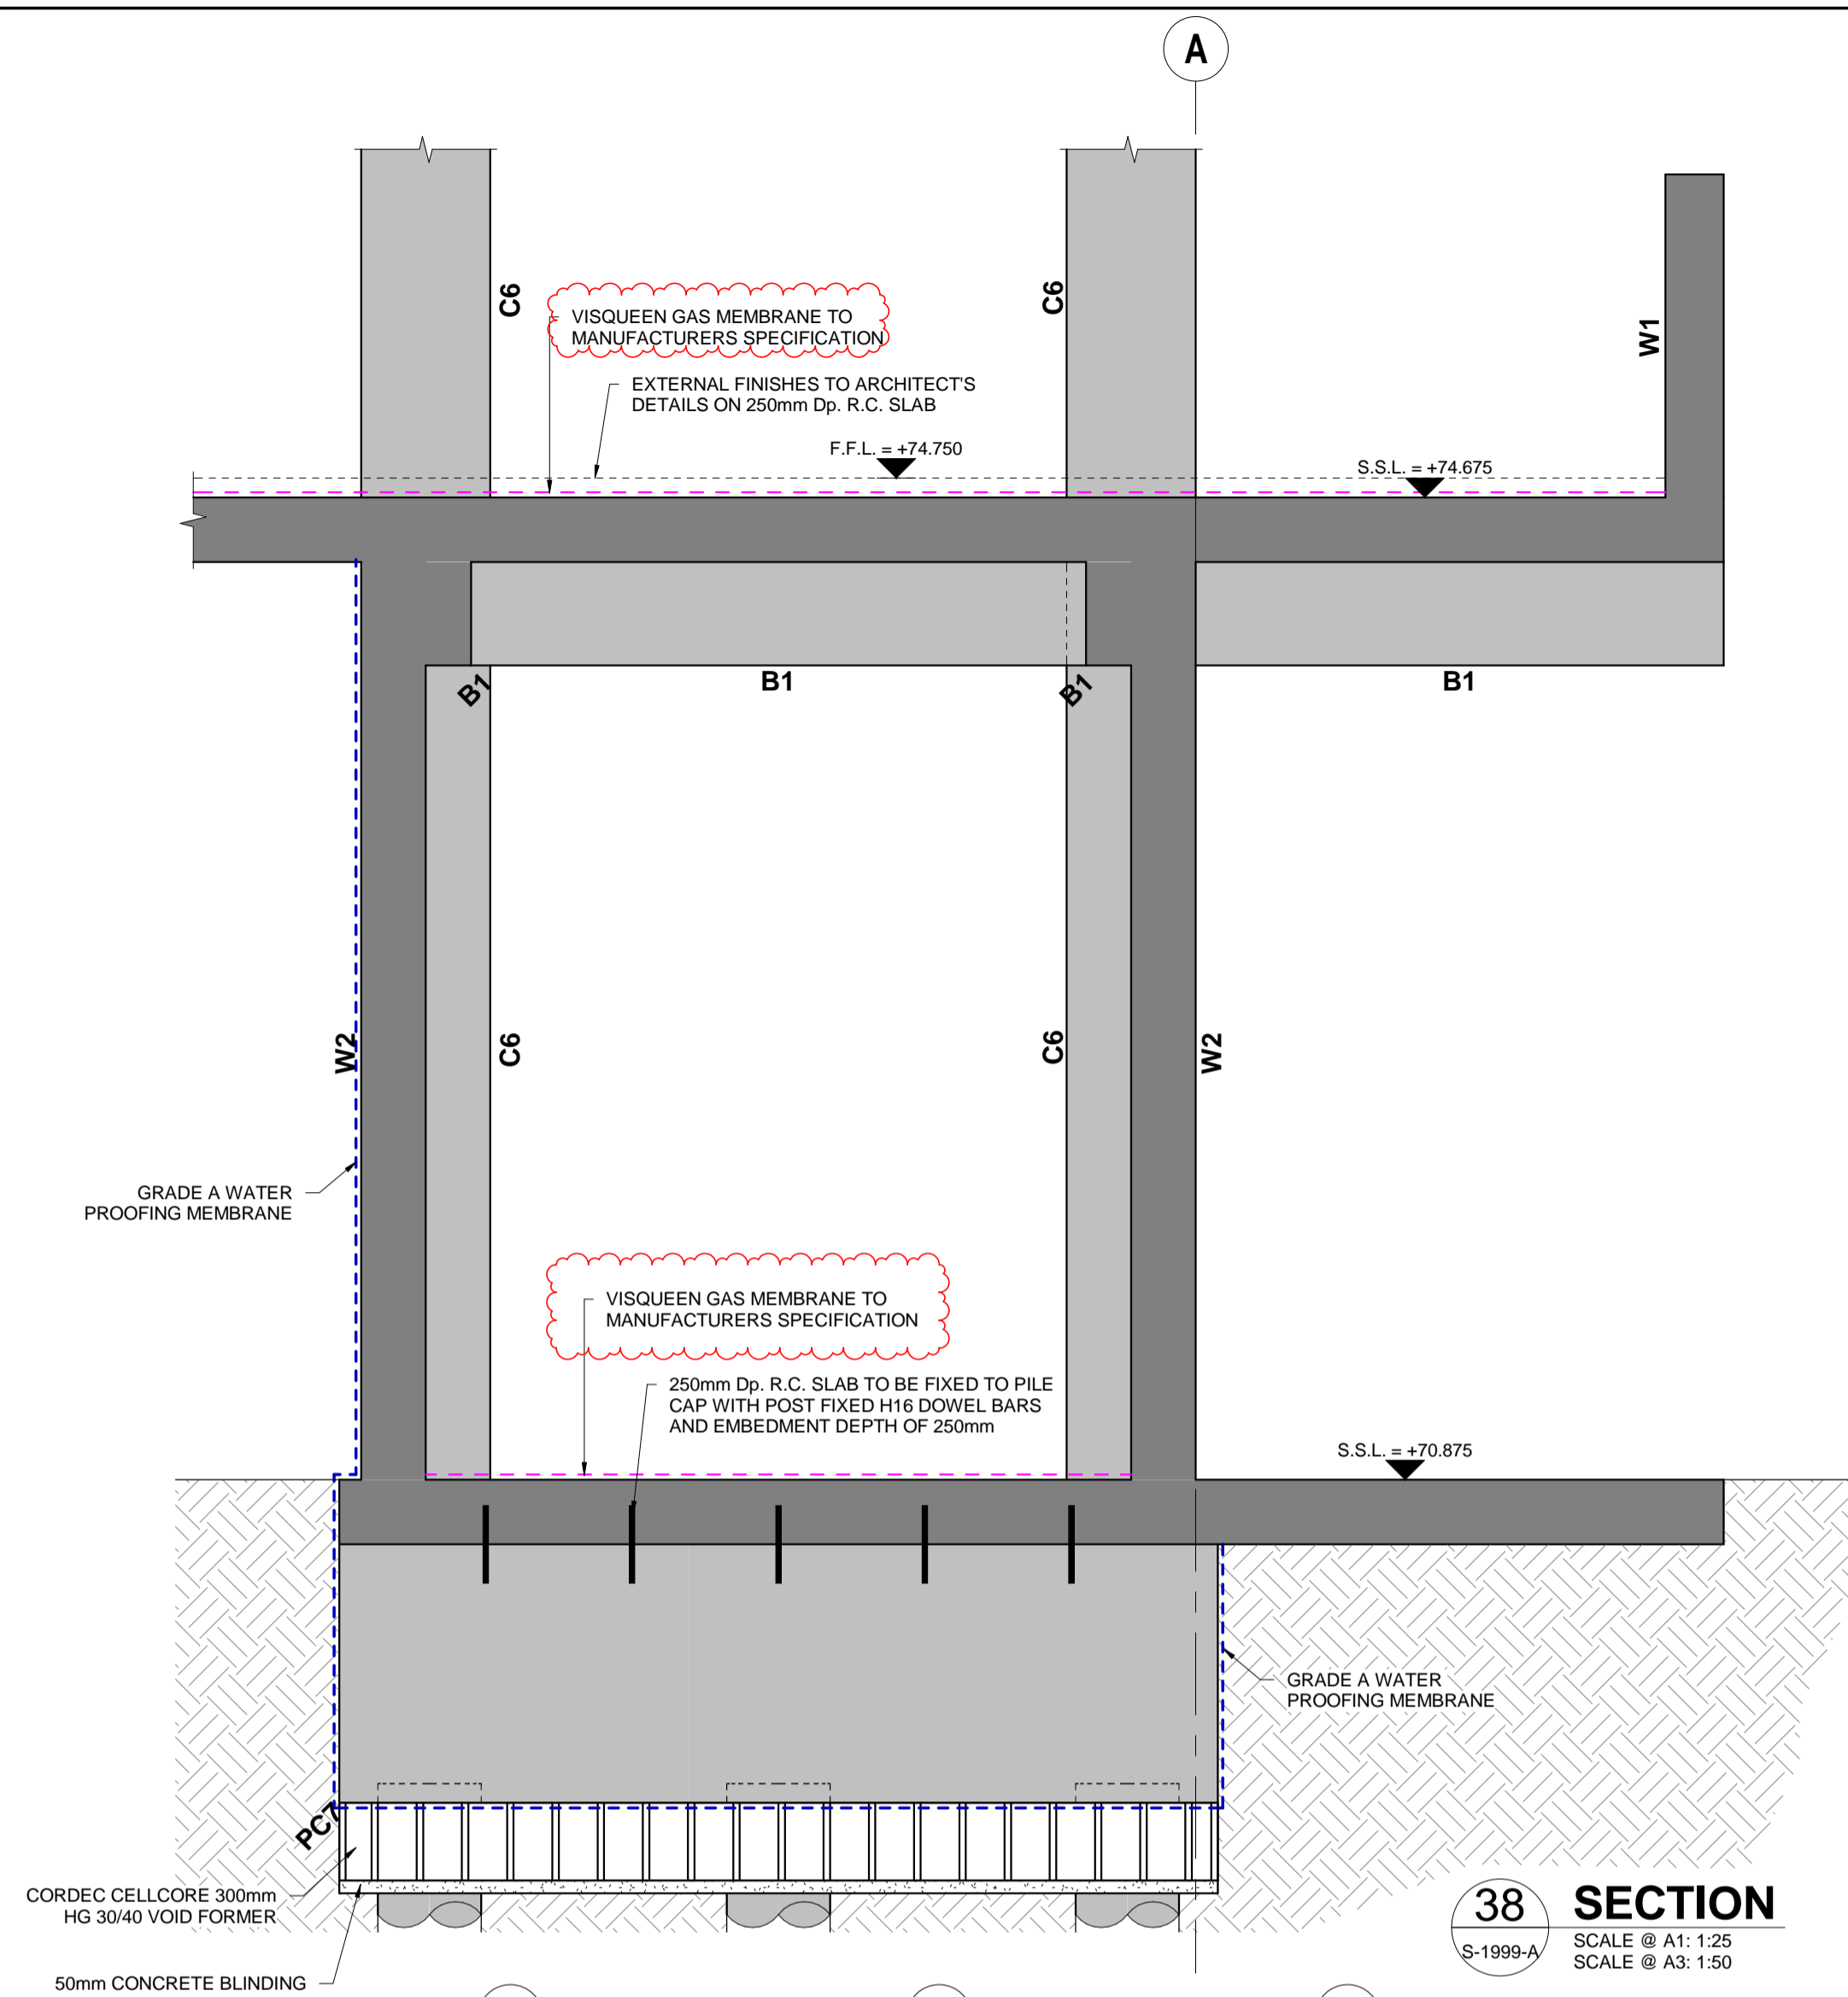 A
C6
C6
W1
VISQUEEN GAS MEMBRANE TO
MANUFACTURERS SPECIFICATION
EXTERNAL FINISHES TO ARCHITECT'S
DETAILS ON 250mm Dp. R.C. SLAB
F.F.L. = +74.750
S.S.L. = +74.675
B1
B1
B1
B1
W2
C6
C6
W2
GRADE A WATER
PROOFING MEMBRANE
VISQUEEN GAS MEMBRANE TO
MANUFACTURERS SPECIFICATION
250mm Dp. R.C. SLAB TO BE FIXED TO PILE
CAP WITH POST FIXED H16 DOWEL BARS
AND EMBEDMENT DEPTH OF 250mm
S.S.L. = +70.875
GRADE A WATER
PROOFING MEMBRANE
PC7
CORDEC CELLCORE 300mm
HG 30/40 VOID FORMER
50mm CONCRETE BLINDING
38
S-1999-A
SECTION
SCALE @ A1: 1:25
SCALE @ A3: 1:50